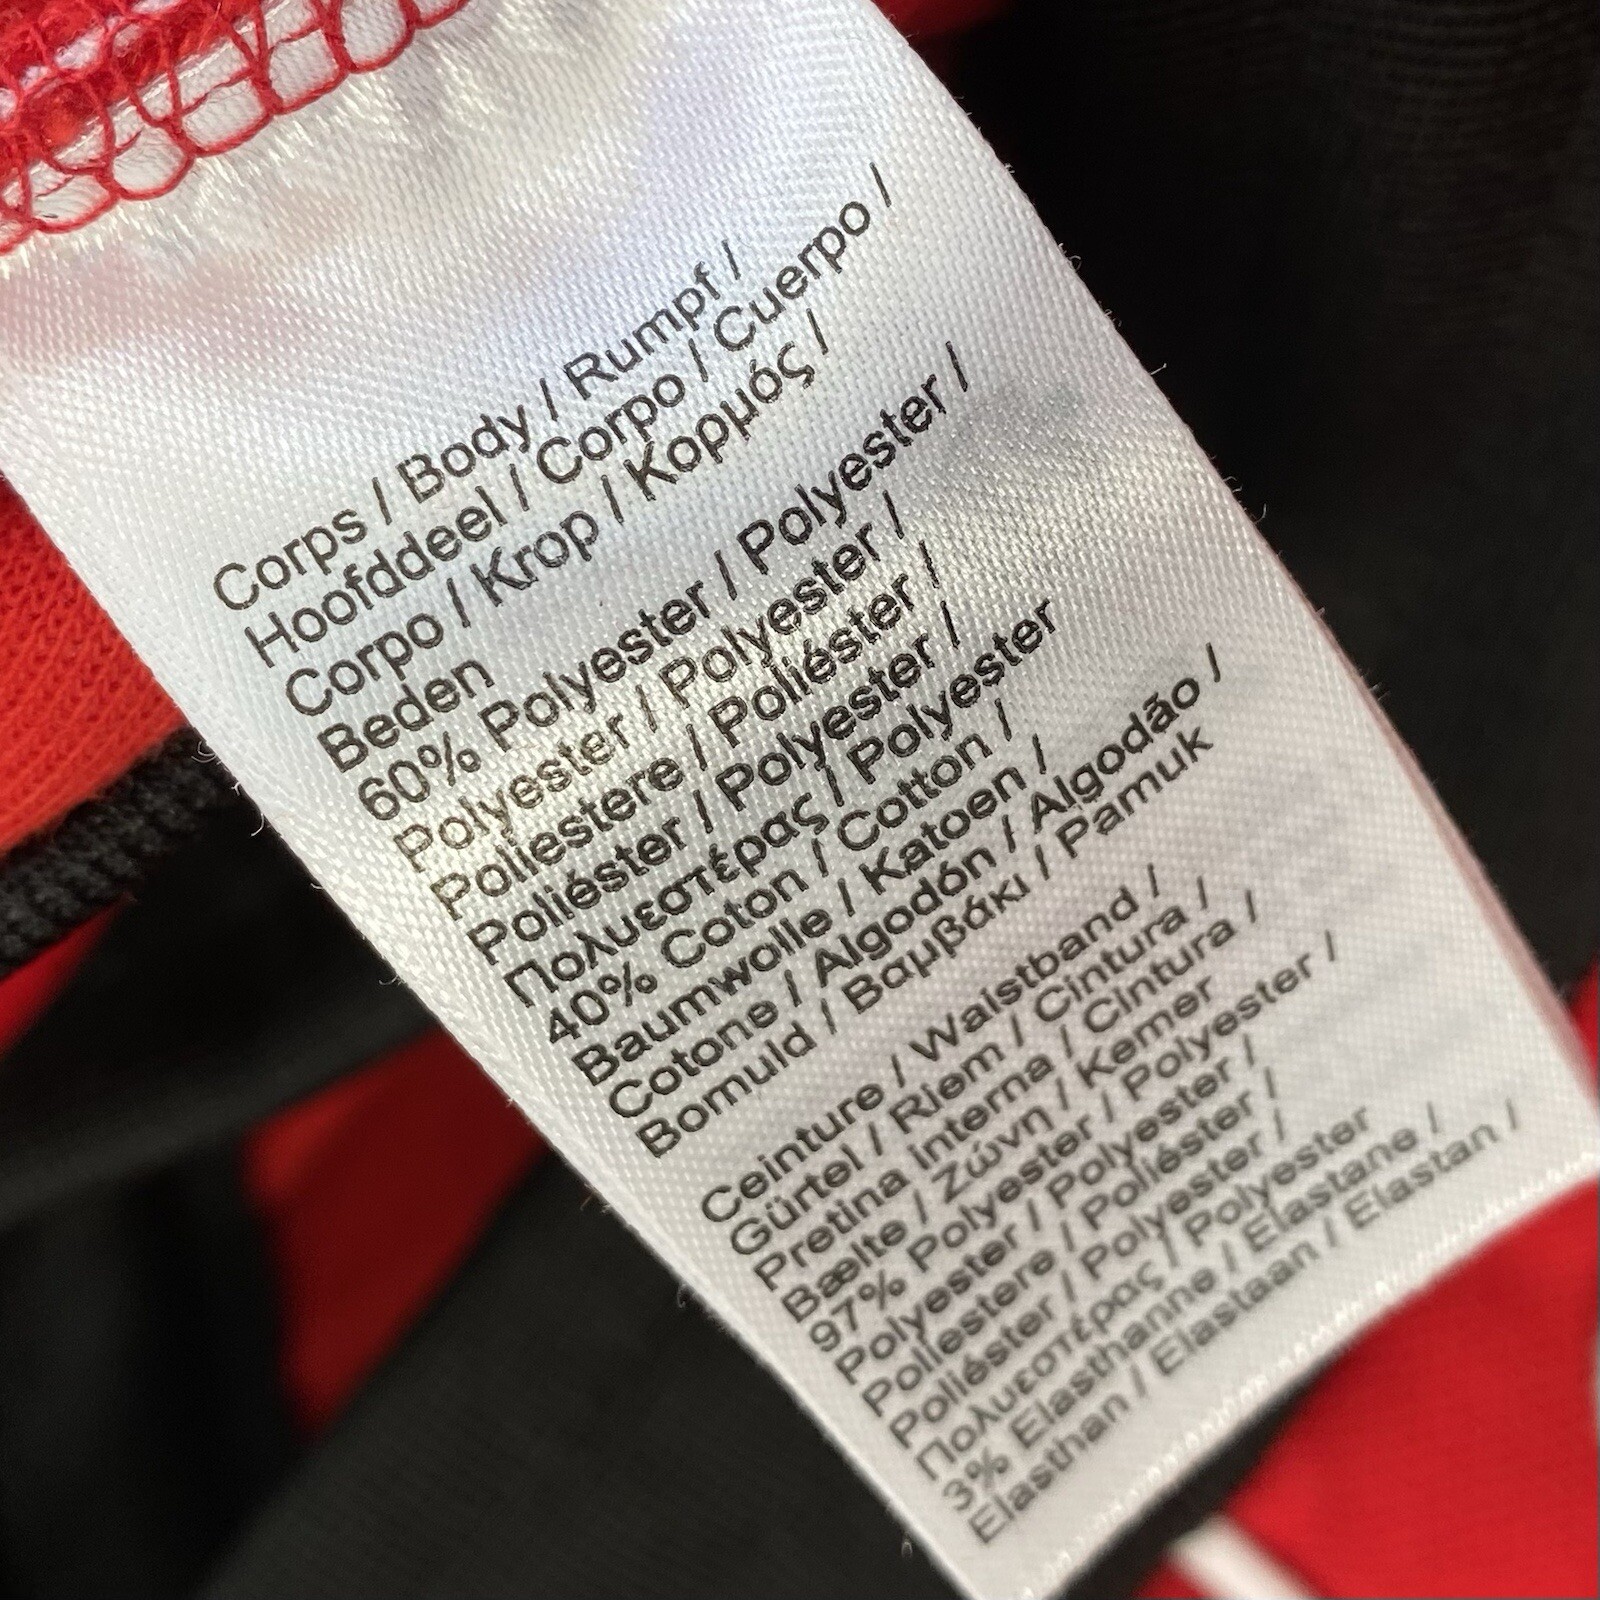 Corps / Body / Rumpf /
Hoofddeel / Corpo / Cuerpo /
Corpo / Krop / Κορμός /
Beden
60% Polyester / Polyester /
Polyester / Polyester /
Poliestere / Poliéster /
Poliéster / Polyester /
Πολυεστέρας / Polyester
40% Coton / Cotton /
Baumwolle / Katoen /
Cotone / Algodón / Algodão /
Bomuld / Βαμβάκι / Pamuk
Ceinture / Waistband /
Gürtel / Riem / Cintura /
Pretina interna / Cintura /
Bælte / Ζώνη / Kemer
97% Polyester / Polyester /
Polyester / Polyester /
Poliestere / Poliéster /
Poliéster / Polyester /
Πολυεστέρας / Polyester
3% Elasthanne / Elastane /
Elasthan / Elastaan / Elastan /